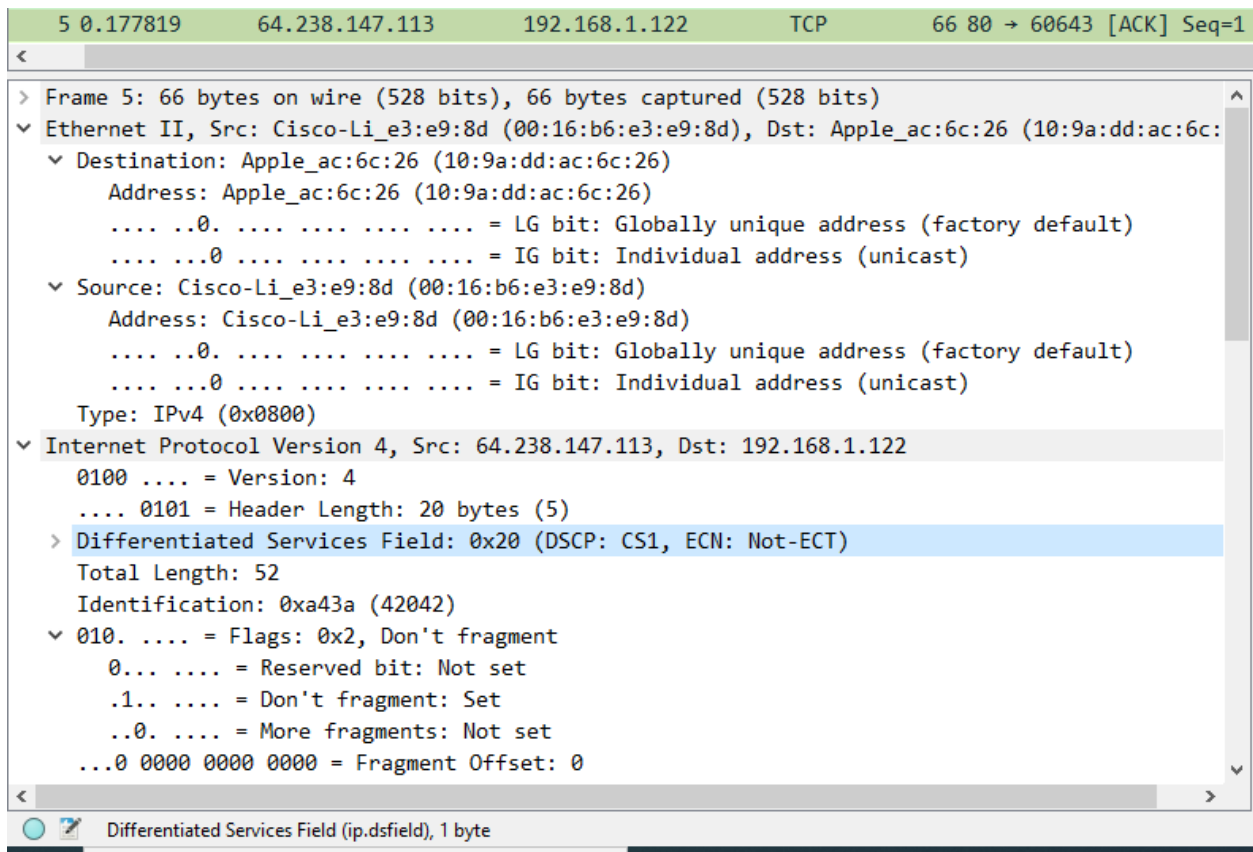 5 0.177819 64.238.147.113 192.168.1.122 TCP 66 80 → 60643 [ACK] Seq=1
Frame 5: 66 bytes on wire (528 bits), 66 bytes captured (528 bits)
Ethernet II, Src: Cisco-Li_e3:e9:8d (00:16:b6:e3:e9:8d), Dst: Apple_ac:6c:26 (10:9a:dd:ac:6c:
Destination: Apple_ac:6c:26 (10:9a:dd:ac:6c:26)
Address: Apple_ac:6c:26 (10:9a:dd:ac:6c:26)
.... ..0. .... .... .... .... = LG bit: Globally unique address (factory default)
.... ...0 .... .... .... .... = IG bit: Individual address (unicast)
Source: Cisco-Li_e3:e9:8d (00:16:b6:e3:e9:8d)
Address: Cisco-Li_e3:e9:8d (00:16:b6:e3:e9:8d)
.... ..0. .... .... .... .... = LG bit: Globally unique address (factory default)
.... ...0 .... .... .... .... = IG bit: Individual address (unicast)
Type: IPv4 (0x0800)
Internet Protocol Version 4, Src: 64.238.147.113, Dst: 192.168.1.122
0100 .... = Version: 4
.... 0101 = Header Length: 20 bytes (5)
Differentiated Services Field: 0x20 (DSCP: CS1, ECN: Not-ECT)
Total Length: 52
Identification: 0xa43a (42042)
010. .... = Flags: 0x2, Don't fragment
0... .... = Reserved bit: Not set
.1.. .... = Don't fragment: Set
..0. .... = More fragments: Not set
...0 0000 0000 0000 = Fragment Offset: 0
Differentiated Services Field (ip.dsfield), 1 byte